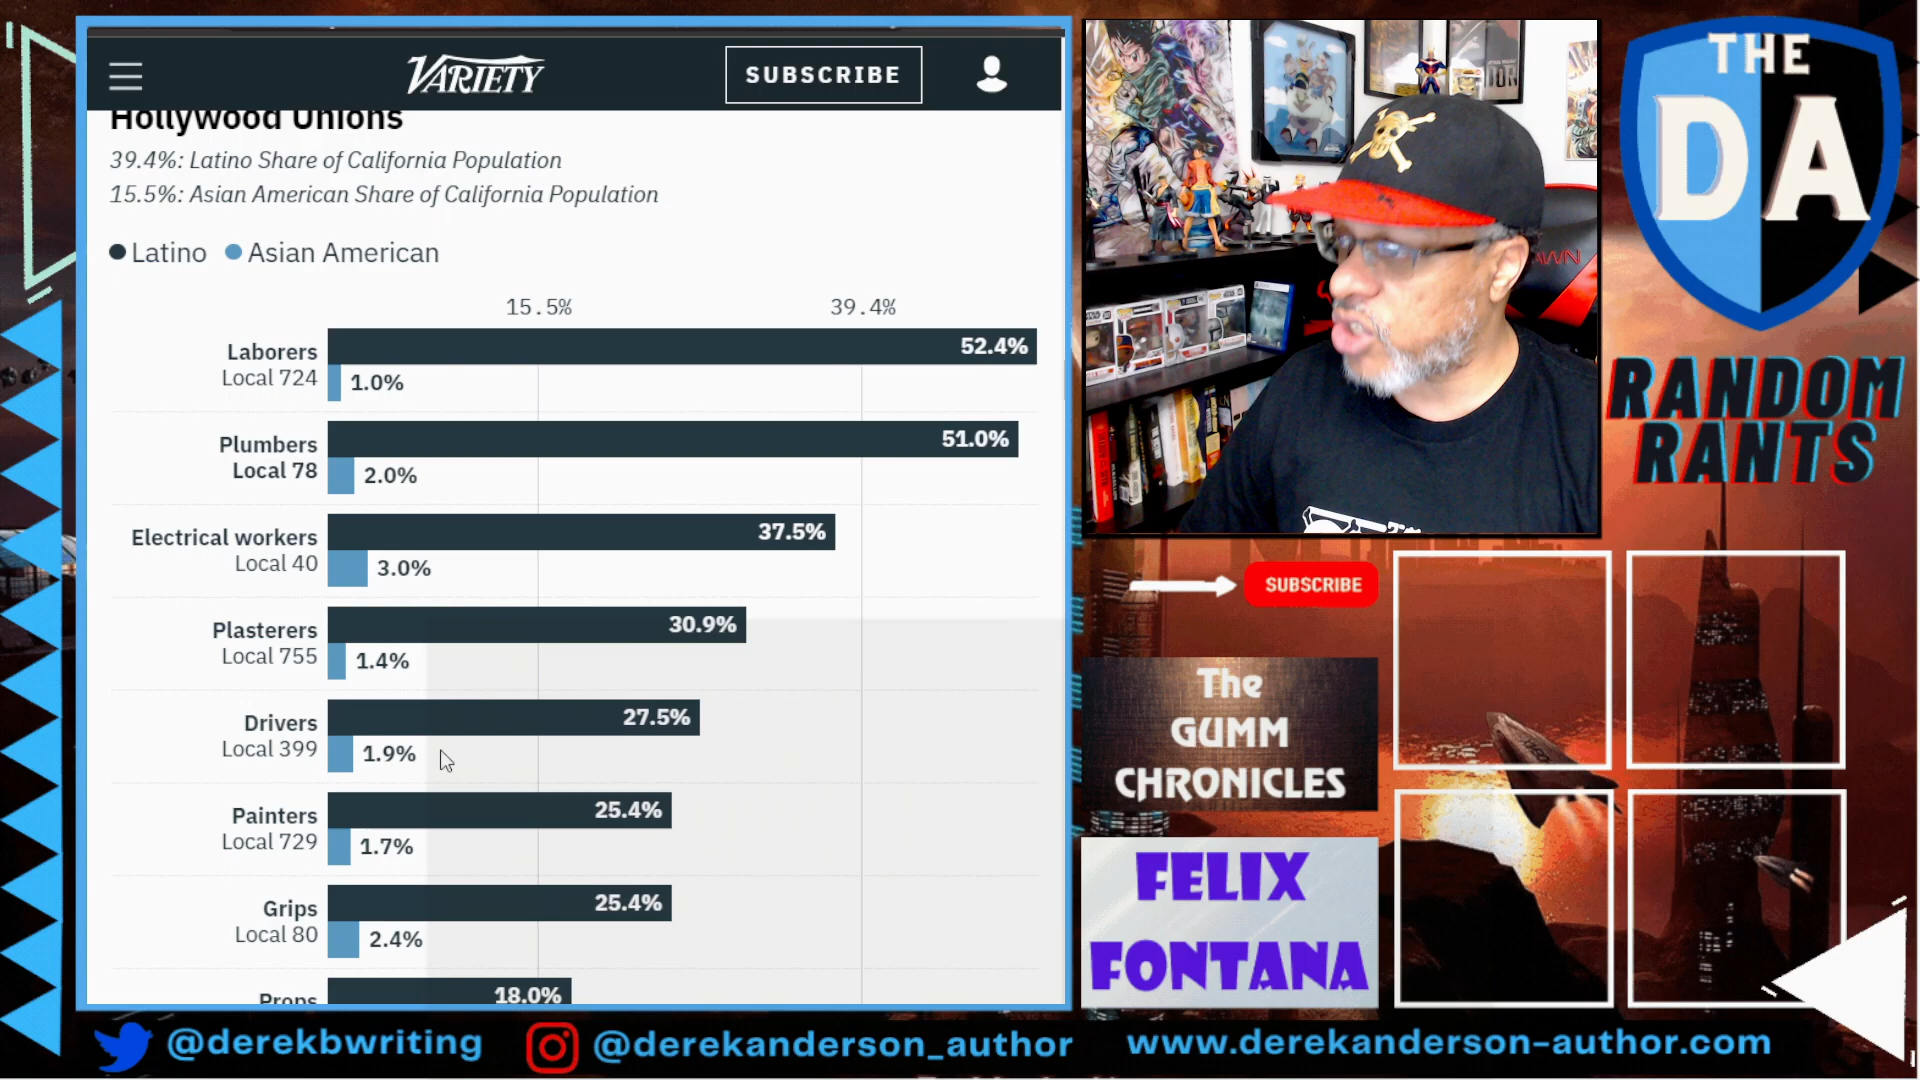 VARIETY
SUBSCRIBE
Hollywood Unions
39.4%: Latino Share of California Population
15.5%: Asian American Share of California Population
Latino Asian American
15.5% 39.4%
Laborers
Local 724
52.4%
1.0%
Plumbers
Local 78
51.0%
2.0%
Electrical workers
Local 40
37.5%
3.0%
Plasterers
Local 755
30.9%
1.4%
Drivers
Local 399
27.5%
1.9%
Painters
Local 729
25.4%
1.7%
Grips
Local 80
25.4%
2.4%
Props
18.0%
THE
DA
RANDOM
RANTS
SUBSCRIBE
The
GUMM
CHRONICLES
FELIX
FONTANA
@derekbwriting
@derekanderson_author
www.derekanderson-author.com